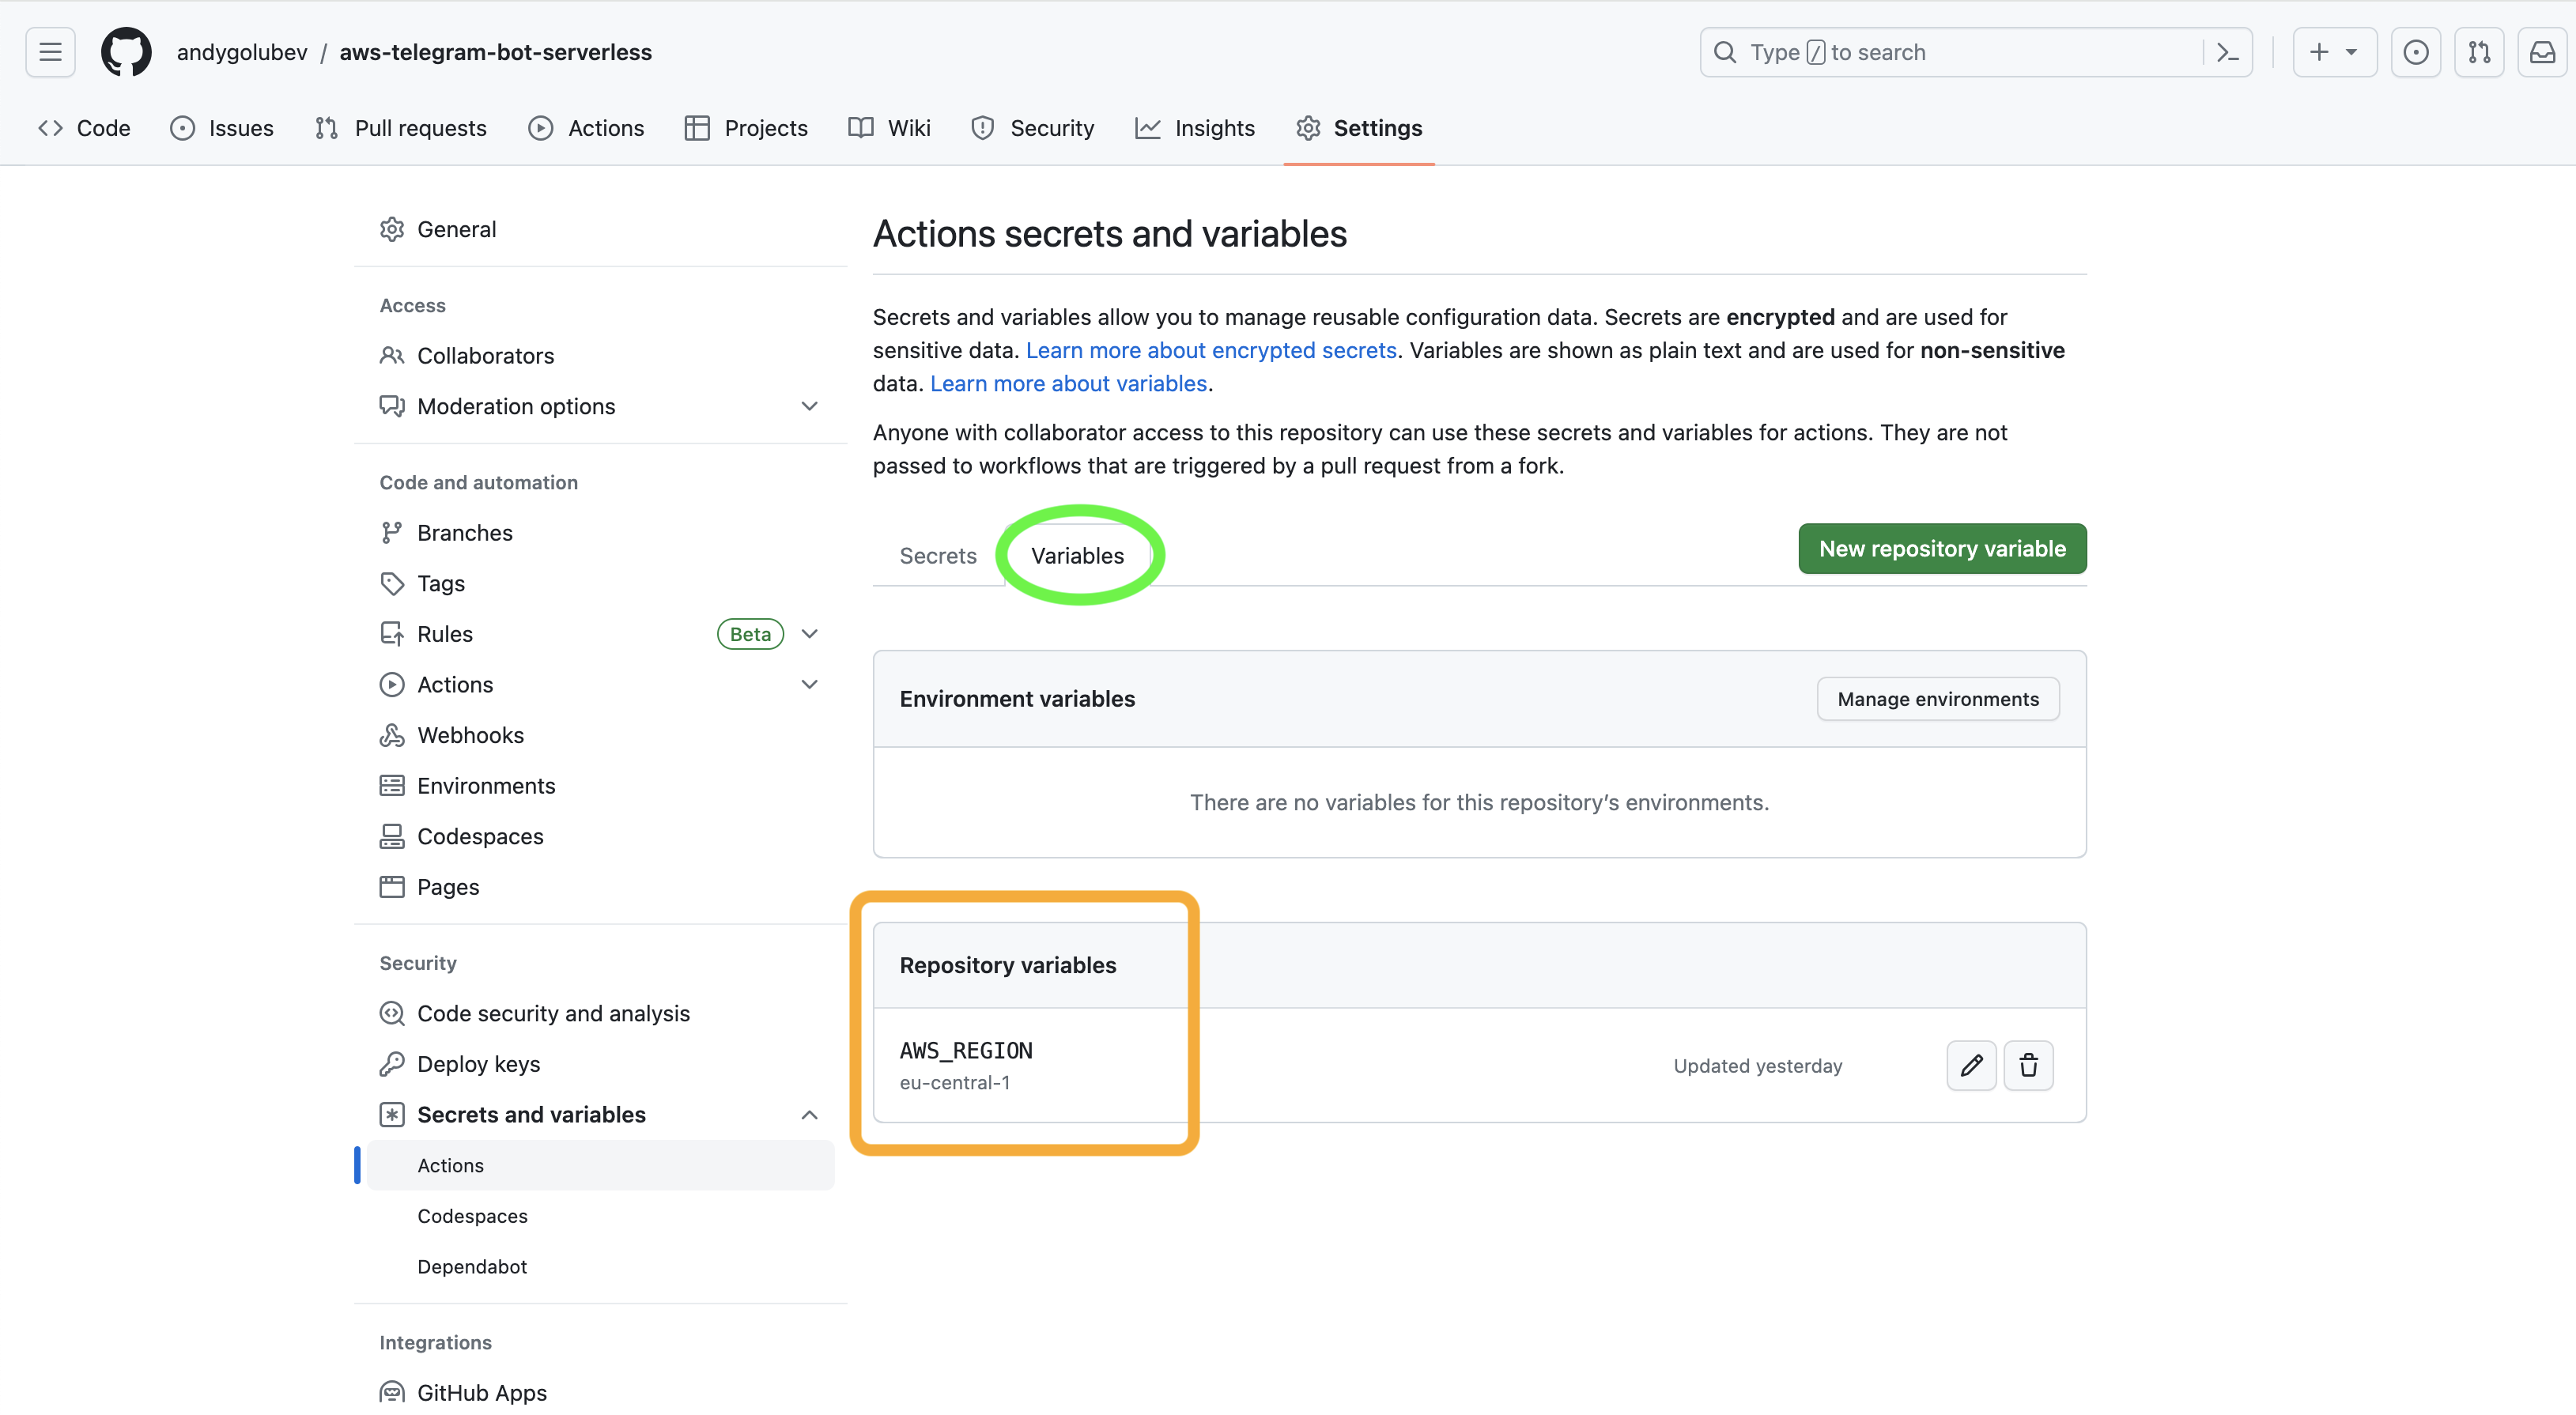 andygolubev / aws-telegram-bot-serverless
Type / to search
Code
Issues
Pull requests
Actions
Projects
Wiki
Security
Insights
Settings
General
Access
Collaborators
Moderation options
Code and automation
Branches
Tags
Rules
Beta
Actions
Webhooks
Environments
Codespaces
Pages
Security
Code security and analysis
Deploy keys
Secrets and variables
Actions
Codespaces
Dependabot
Integrations
GitHub Apps
Actions secrets and variables
Secrets and variables allow you to manage reusable configuration data. Secrets are encrypted and are used for
sensitive data. Learn more about encrypted secrets. Variables are shown as plain text and are used for non-sensitive
data. Learn more about variables.
Anyone with collaborator access to this repository can use these secrets and variables for actions. They are not
passed to workflows that are triggered by a pull request from a fork.
Secrets
Variables
New repository variable
Environment variables
Manage environments
There are no variables for this repository’s environments.
Repository variables
AWS_REGION
eu-central-1
Updated yesterday